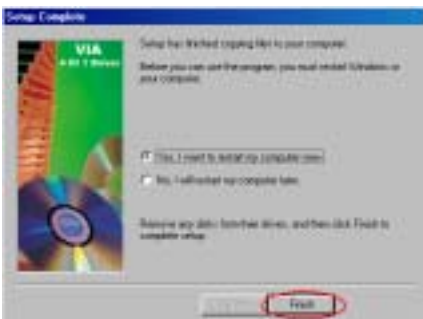 Setup Complete
VIA
4 in 1 Driver
Setup has finished copying files to your computer.
Before you can use the program, you must restart Windows or
your computer.
Yes, I want to restart my computer now.
No, I will restart my computer later.
Remove any disks from their drives, and then click Finish to
complete setup.
Finish